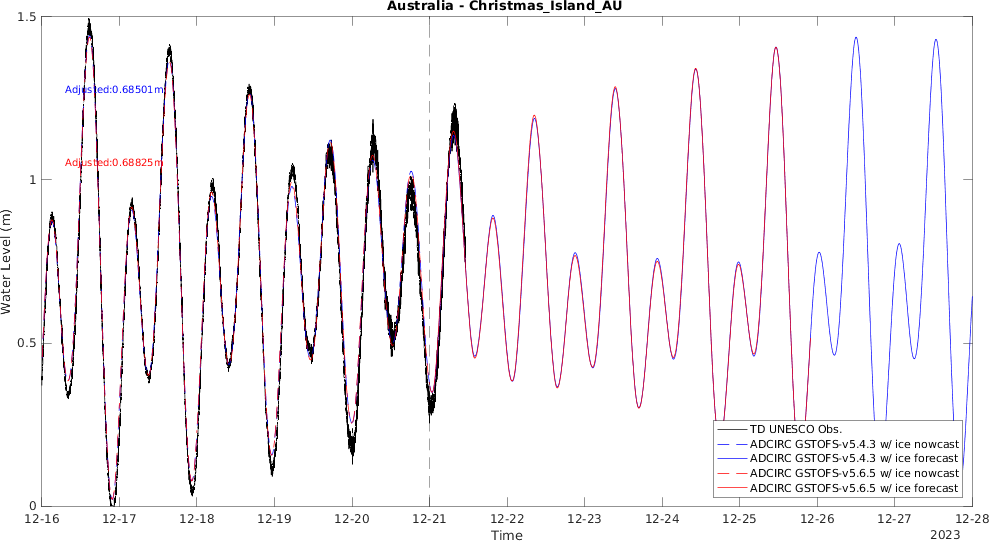 Australia - Christmas_Island_AU
1.5
Adjusted:0.68501m
Adjusted:0.68825m
1
Water Level (m)
0.5
0
TD UNESCO Obs.
ADCIRC GSTOFS-v5.4.3 w/ ice nowcast
ADCIRC GSTOFS-v5.4.3 w/ ice forecast
ADCIRC GSTOFS-v5.6.5 w/ ice nowcast
ADCIRC GSTOFS-v5.6.5 w/ ice forecast
12-16 12-17 12-18 12-19 12-20 12-21 12-22 12-23 12-24 12-25 12-26 12-27 12-28
Time
2023